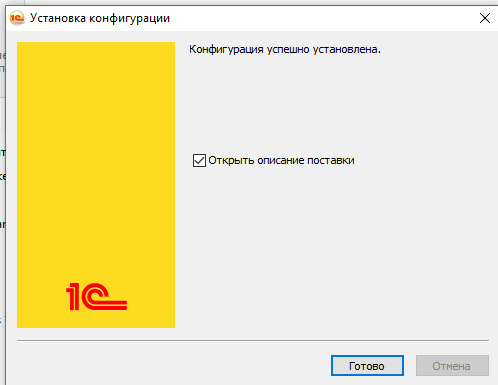 Установка конфигурации
Конфигурация успешно установлена.
Открыть описание поставки
1С
Готово
Отмена